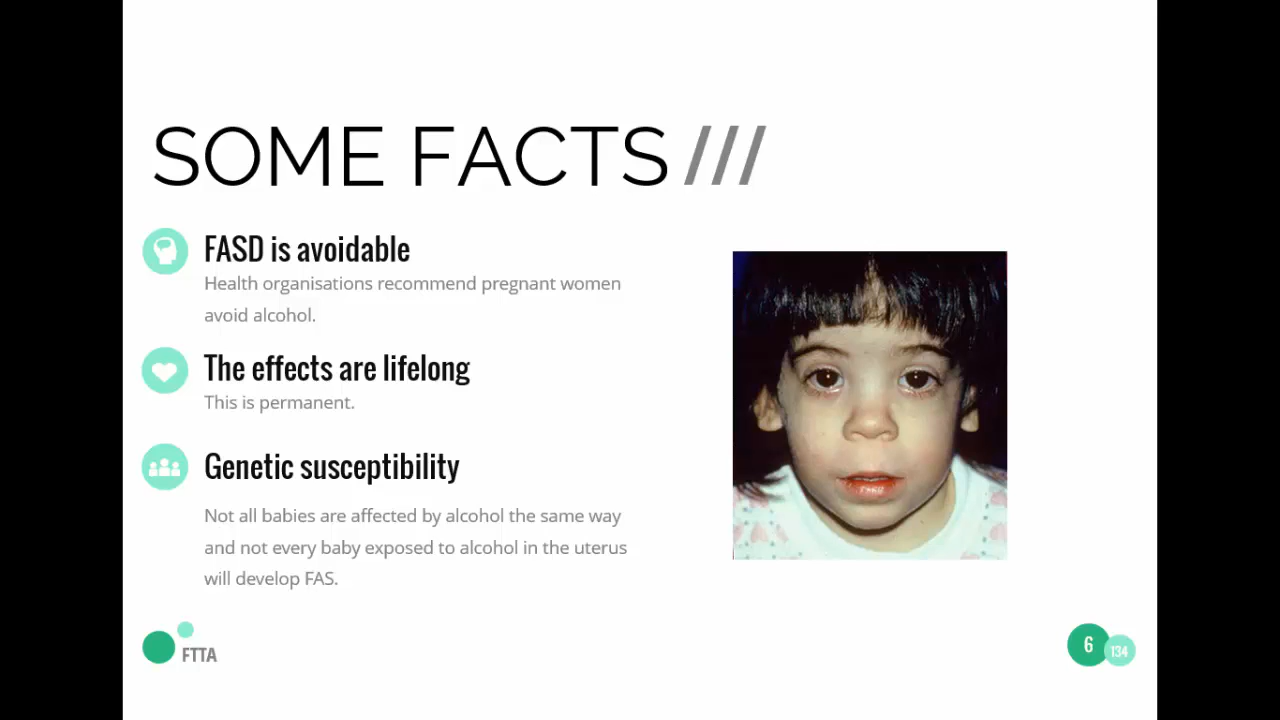 SOME FACTS ///
FASD is avoidable
Health organisations recommend pregnant women
avoid alcohol.
The effects are lifelong
This is permanent.
Genetic susceptibility
Not all babies are affected by alcohol the same way
and not every baby exposed to alcohol in the uterus
will develop FAS.
FTTA
6
134